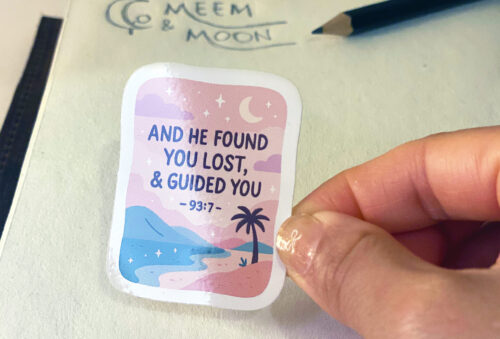 MEEM
& MOON
AND HE FOUND
YOU LOST,
& GUIDED YOU
- 93:7 -